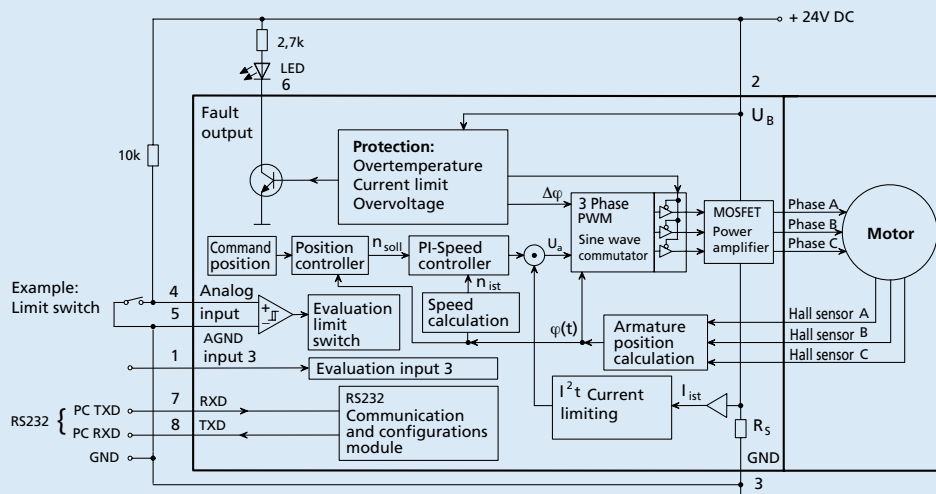 + 24V DC
2,7k
LED
6
2
Fault
output
U_B
10k
Protection:
Overtemperature
Current limit
Overvoltage
Δφ
3 Phase
PWM
Sine wave
commutator
MOSFET
Power
amplifier
Phase A
Phase B
Phase C
Motor
Command
position
Position
controller
n_soll
PI-Speed
controller
U_a
n_ist
Example:
Limit switch
4 Analog
5 input
AGND
+
−
Evaluation
limit
switch
Speed
calculation
φ(t)
Armature
position
calculation
Hall sensor A
Hall sensor B
Hall sensor C
1 input 3
Evaluation input 3
I²t Current
limiting
I_ist
R_S
RS232
PC TXD 7 RXD
PC RXD 8 TXD
RS232
Communication
and configurations
module
GND
GND
3